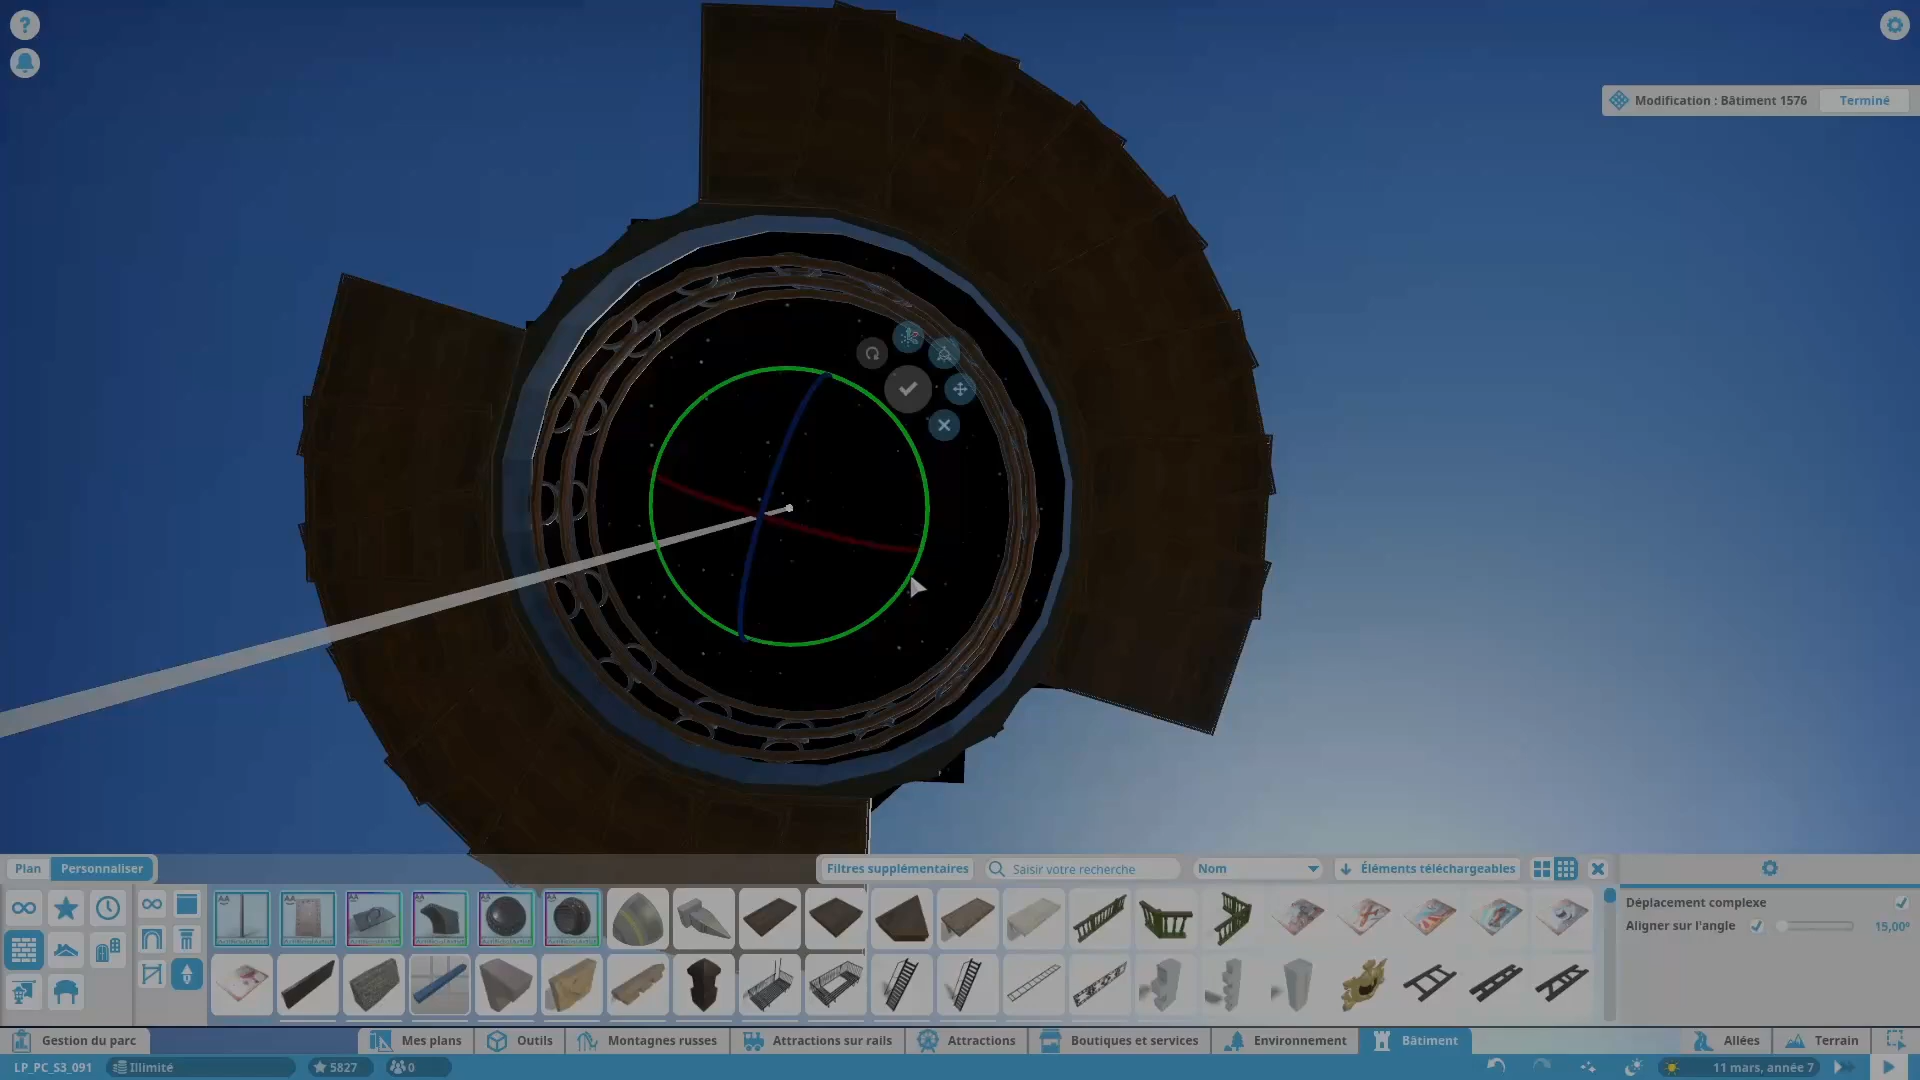 ?
Modification : Bâtiment 1576
Terminé
Plan
Personnaliser
Filtres supplémentaires
Saisir votre recherche
Nom
Éléments téléchargeables
Déplacement complexe
Aligner sur l'angle
15,00°
Gestion du parc
Mes plans
Outils
Montagnes russes
Attractions sur rails
Attractions
Boutiques et services
Environnement
Bâtiment
Allées
Terrain
LP_PC_S3_091
Illimité
5827
0
11 mars, année 7